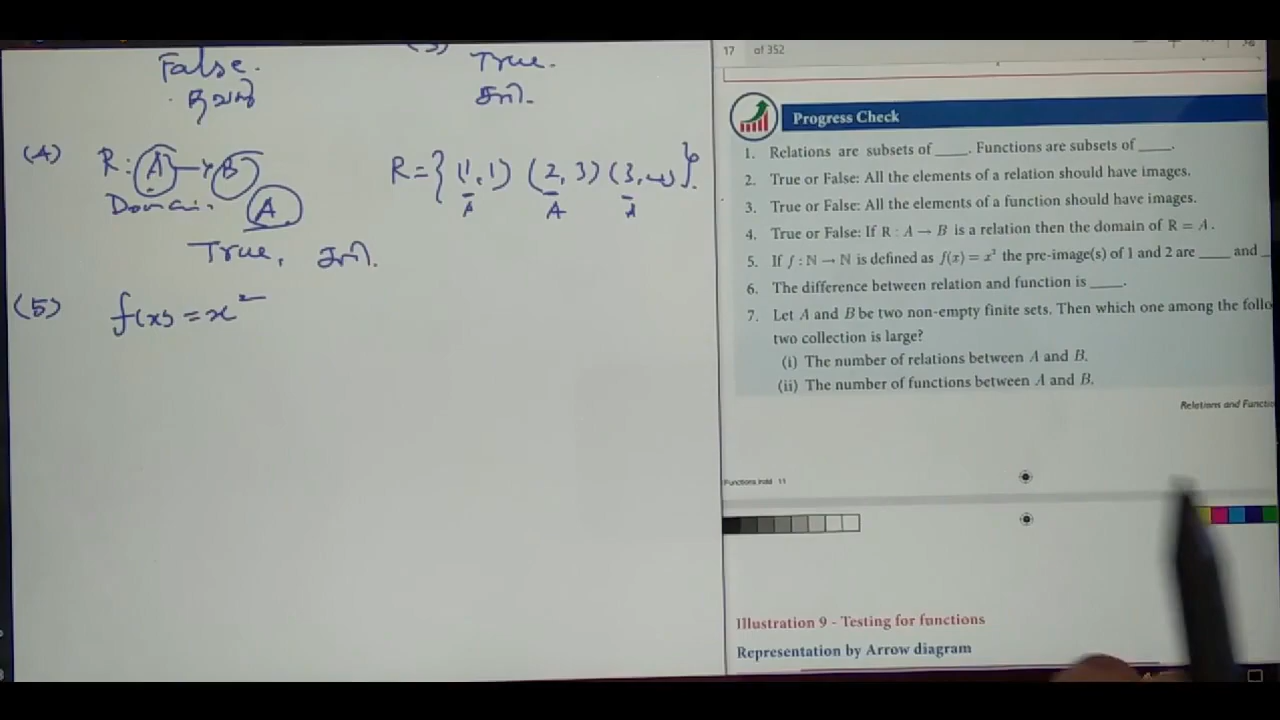 False.
தவறு
True.
சரி.
(4) R: A → B
Domain. A
R = { (1, 1) (2, 3) (3, 4) }.
A A A
True, சரி.
(5) f(x) = x²
17 of 352
Progress Check
1. Relations are subsets of ____. Functions are subsets of ____.
2. True or False: All the elements of a relation should have images.
3. True or False: All the elements of a function should have images.
4. True or False: If R : A → B is a relation then the domain of R = A .
5. If f : ℕ → ℕ is defined as f(x) = x² the pre-image(s) of 1 and 2 are ____ and _
6. The difference between relation and function is ____.
7. Let A and B be two non-empty finite sets. Then which one among the follo
two collection is large?
(i) The number of relations between A and B.
(ii) The number of functions between A and B.
Relations and Functio
Functions.indd 11
Illustration 9 - Testing for functions
Representation by Arrow diagram